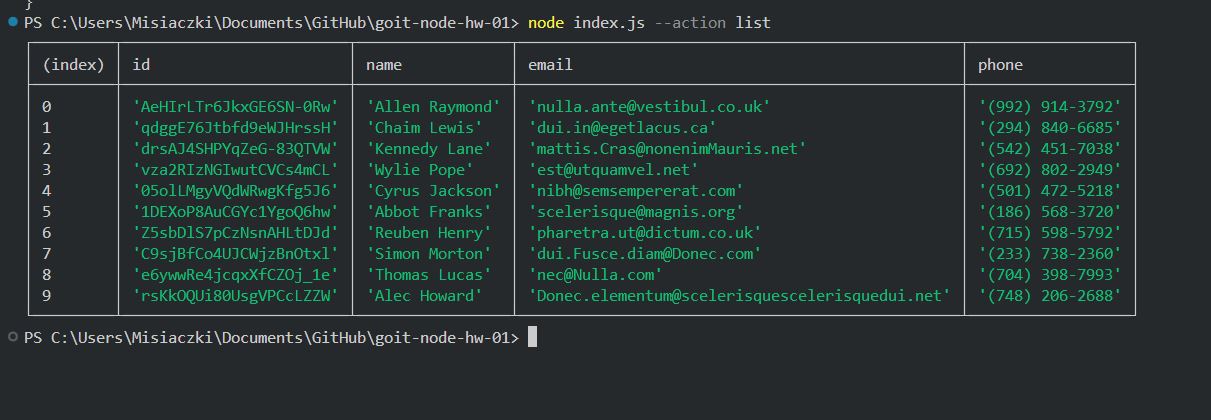 }
PS C:\Users\Misiaczki\Documents\GitHub\goit-node-hw-01> node index.js --action list
(index) id name email phone
0 'AeHIrLTr6JkxGE6SN-0Rw' 'Allen Raymond' 'nulla.ante@vestibul.co.uk' '(992) 914-3792'
1 'qdggE76Jtbfd9eWJHrssH' 'Chaim Lewis' 'dui.in@egetlacus.ca' '(294) 840-6685'
2 'drsAJ4SHPYqZeG-83QTVW' 'Kennedy Lane' 'mattis.Cras@nonenimMauris.net' '(542) 451-7038'
3 'vza2RIzNGIwutCVCs4mCL' 'Wylie Pope' 'est@utquamvel.net' '(692) 802-2949'
4 '05olLMgyVQdWRwgKfg5J6' 'Cyrus Jackson' 'nibh@semsempererat.com' '(501) 472-5218'
5 '1DEXoP8AuCGYc1YgoQ6hw' 'Abbot Franks' 'scelerisque@magnis.org' '(186) 568-3720'
6 'Z5sbDlS7pCzNsnAHLtDJd' 'Reuben Henry' 'pharetra.ut@dictum.co.uk' '(715) 598-5792'
7 'C9sjBfCo4UJCWjzBnOtxl' 'Simon Morton' 'dui.Fusce.diam@Donec.com' '(233) 738-2360'
8 'e6ywwRe4jcqxXfCZOj_1e' 'Thomas Lucas' 'nec@Nulla.com' '(704) 398-7993'
9 'rsKkOQUi80UsgVPCcLZZW' 'Alec Howard' 'Donec.elementum@scelerisquescelerisquedui.net' '(748) 206-2688'
PS C:\Users\Misiaczki\Documents\GitHub\goit-node-hw-01>